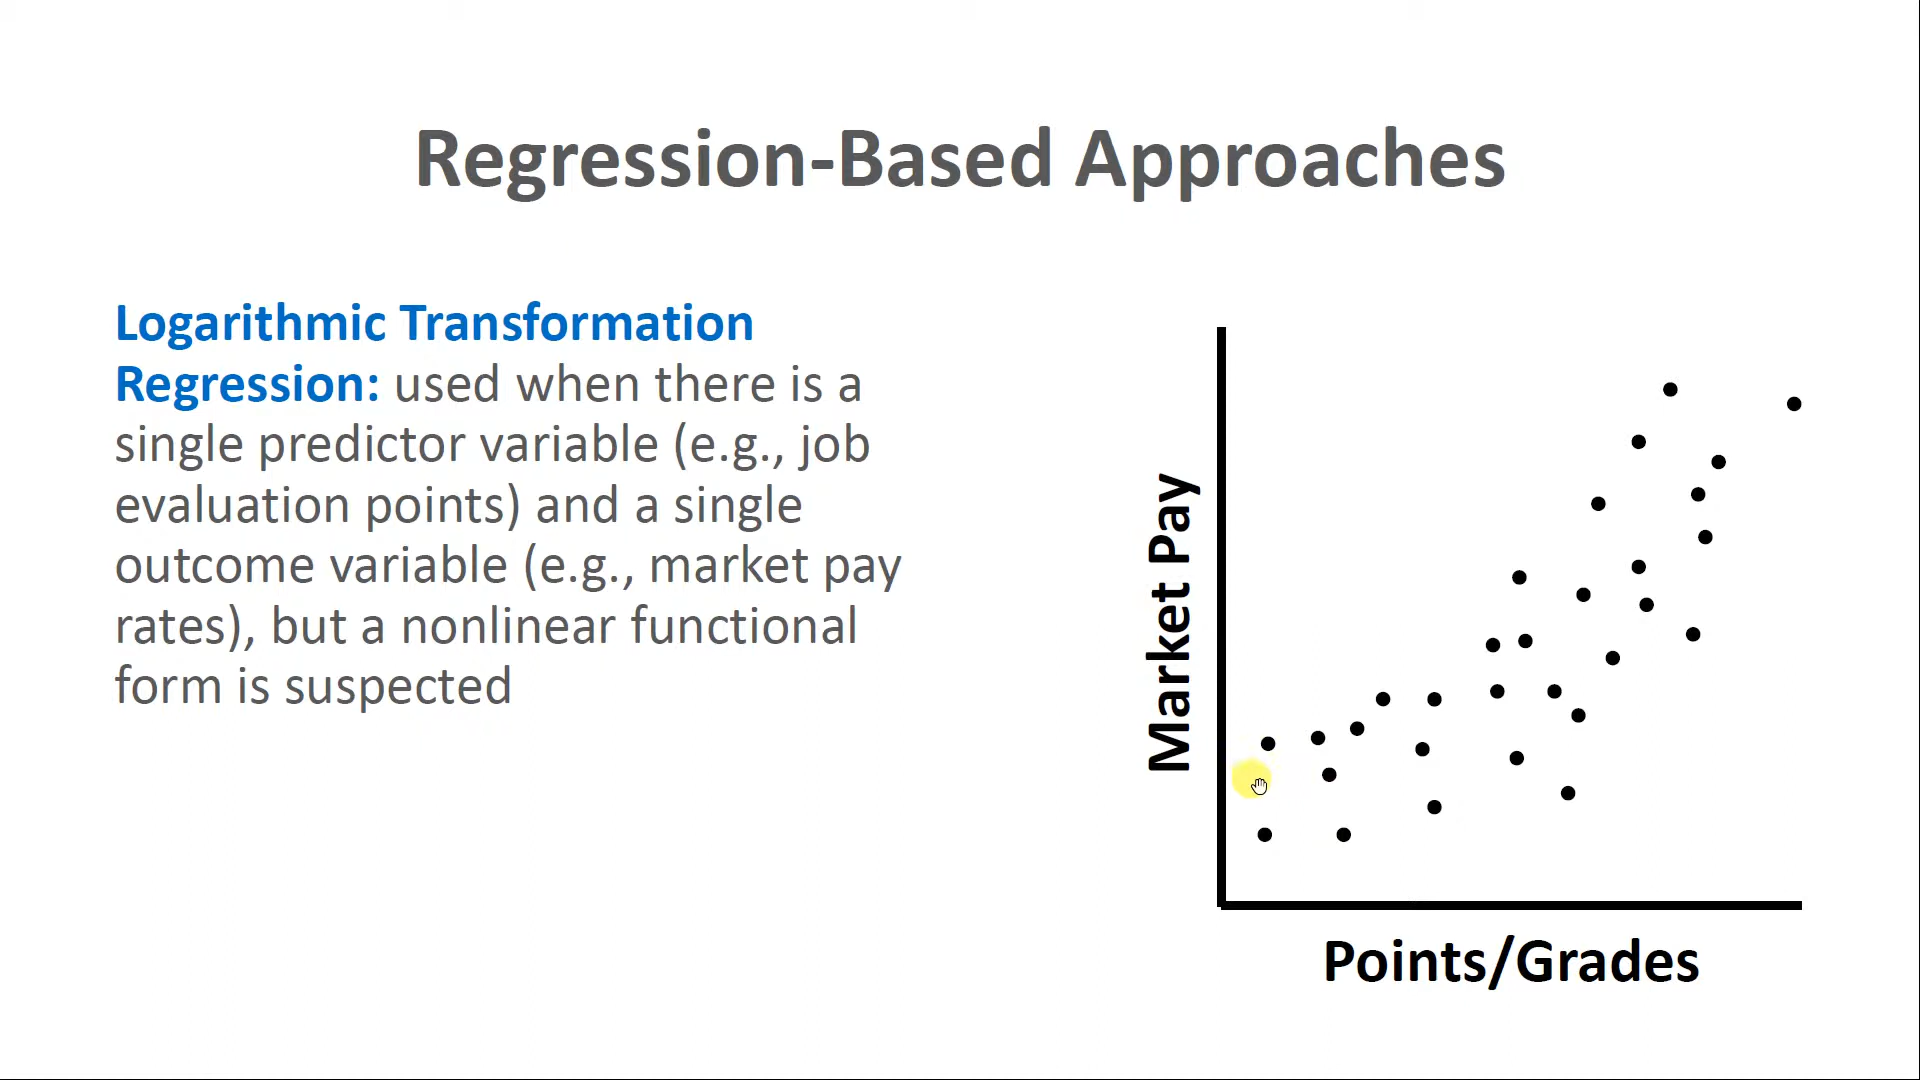 Regression-Based Approaches
Logarithmic Transformation
Regression: used when there is a
single predictor variable (e.g., job
evaluation points) and a single
outcome variable (e.g., market pay
rates), but a nonlinear functional
form is suspected
Market Pay
Points/Grades